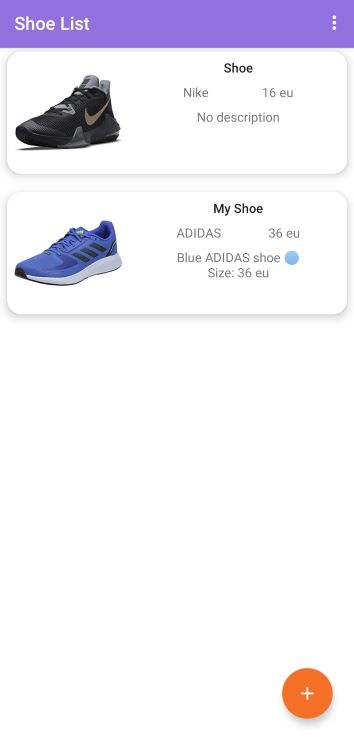 Shoe List
Shoe
Nike 16 eu
No description
My Shoe
ADIDAS 36 eu
Blue ADIDAS shoe 🔵
Size: 36 eu